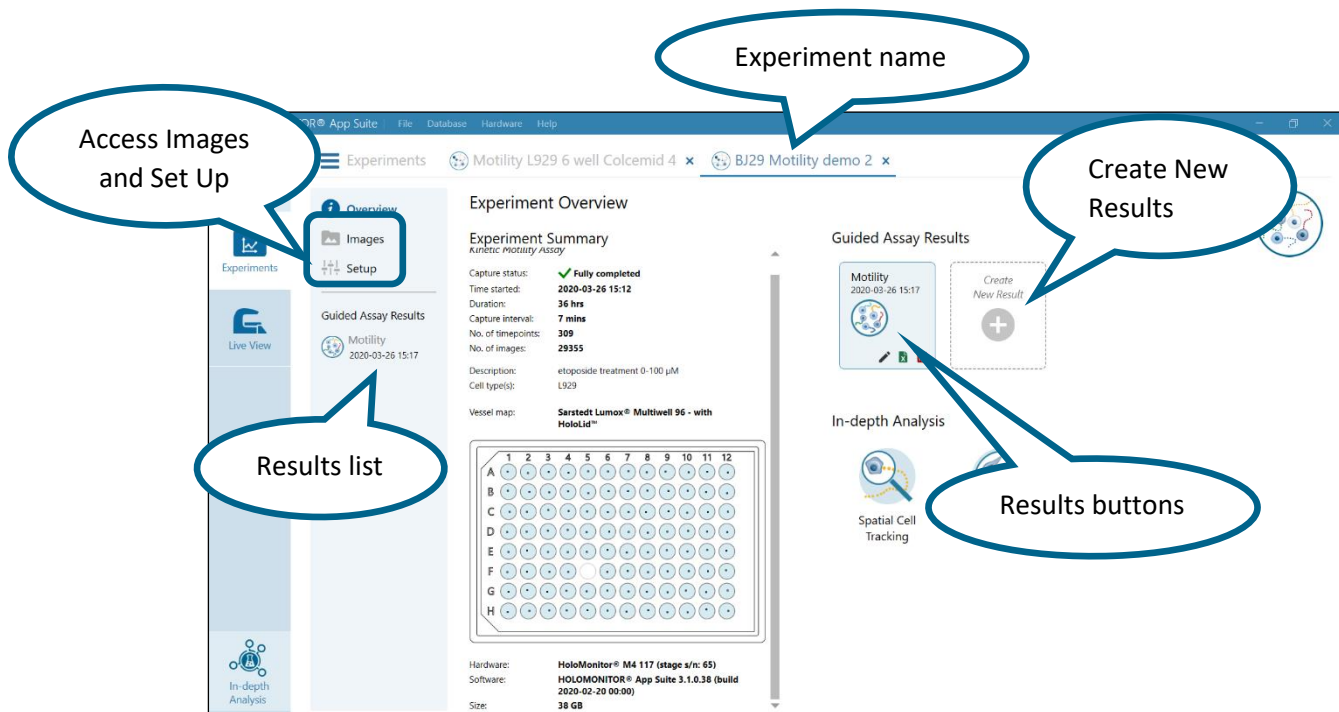 Experiment name
Access Images
and Set Up
Create New
Results
Results list
Results buttons
OR® App Suite File Database Hardware Help
Experiments Motility L929 6 well Colcemid 4 × BJ29 Motility demo 2 ×
Experiments
Live View
In-depth
Analysis
Overview
Images
Setup
Guided Assay Results
Motility
2020-03-26 15:17
Experiment Overview
Experiment Summary
Kinetic Motility Assay
Capture status: Fully completed
Time started: 2020-03-26 15:12
Duration: 36 hrs
Capture interval: 7 mins
No. of timepoints: 309
No. of images: 29355
Description: etoposide treatment 0-100 µM
Cell type(s): L929
Vessel map: Sarstedt Lumox® Multiwell 96 - with
HoloLid™
1 2 3 4 5 6 7 8 9 10 11 12
A
B
C
D
E
F
G
H
Hardware: HoloMonitor® M4 117 (stage s/n: 65)
Software: HOLOMONITOR® App Suite 3.1.0.38 (build
2020-02-20 00:00)
Size: 38 GB
Guided Assay Results
Motility
2020-03-26 15:17
Create
New Result
In-depth Analysis
Spatial Cell
Tracking